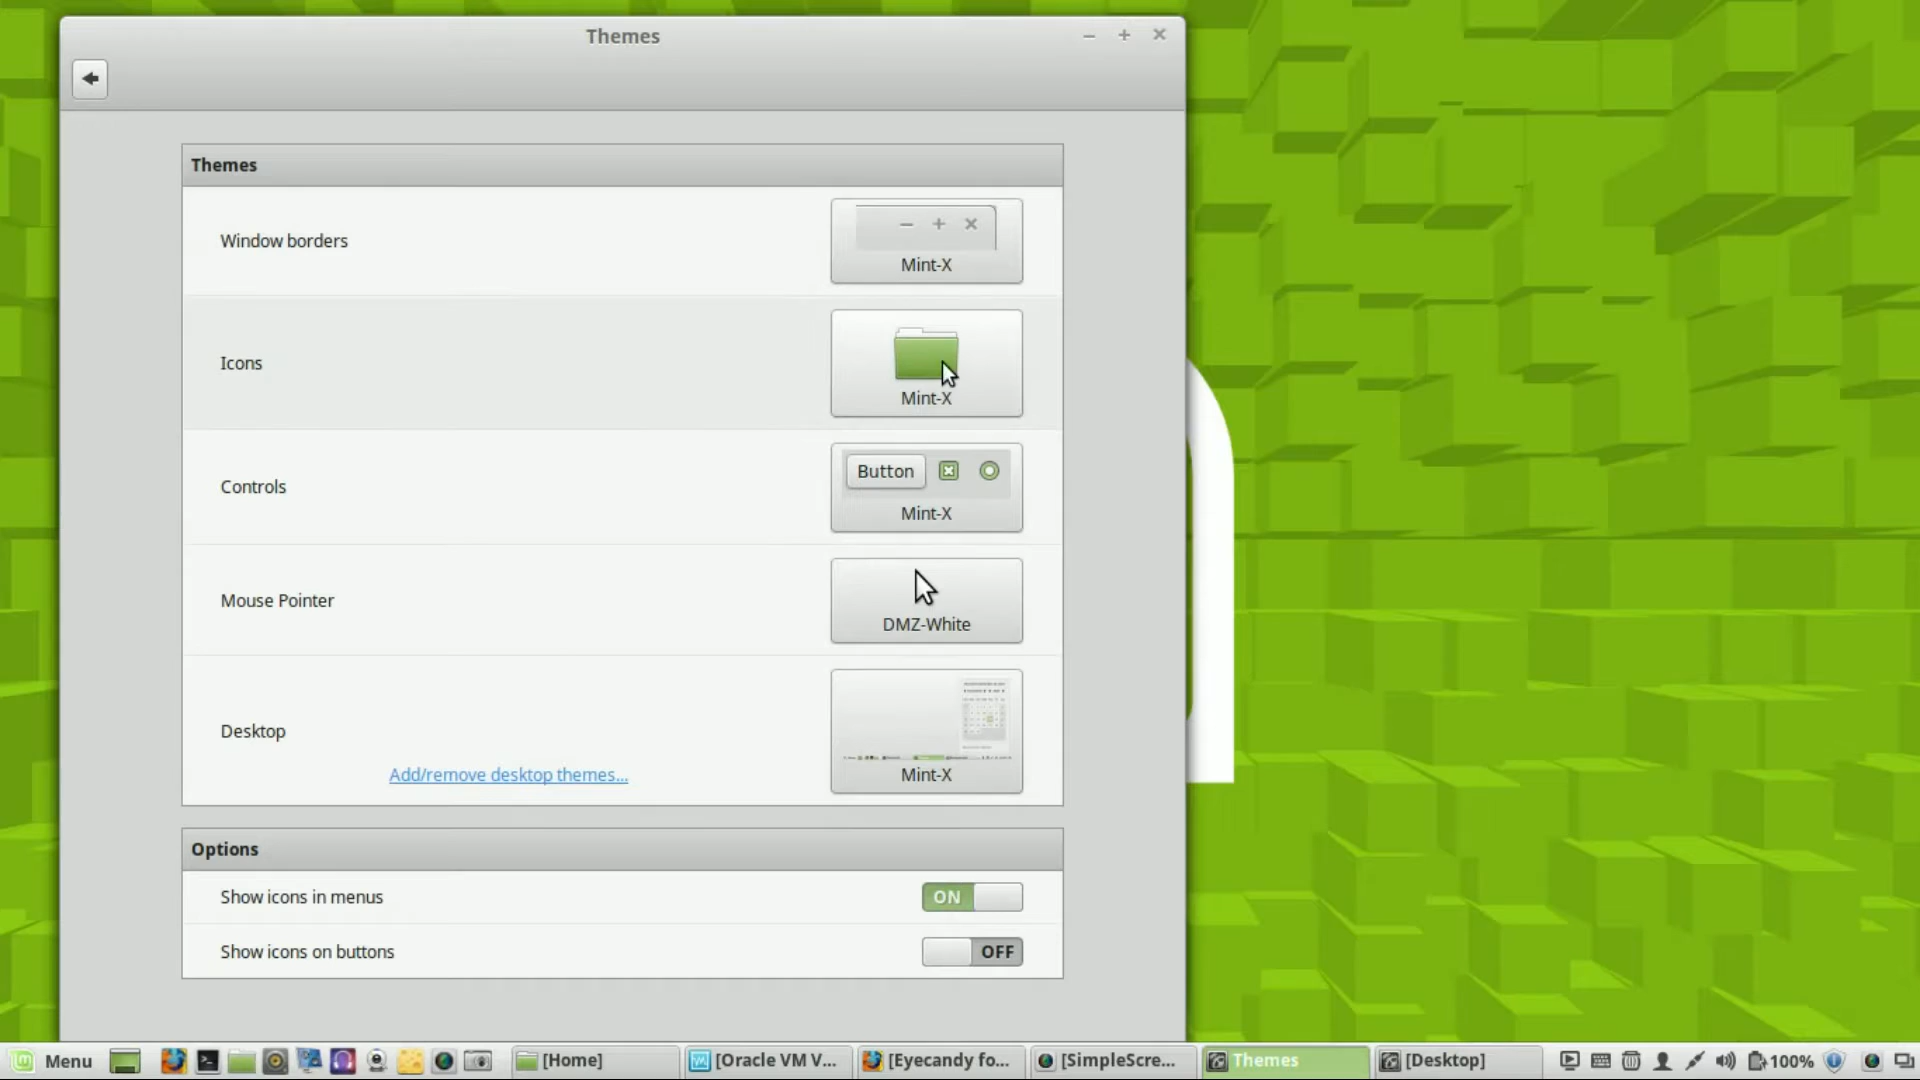 Themes
Themes
Window borders
Mint-X
Icons
Mint-X
Controls
Button
Mint-X
Mouse Pointer
DMZ-White
Desktop
Add/remove desktop themes...
Mint-X
Options
Show icons in menus
ON
Show icons on buttons
OFF
Menu
[Home]
[Oracle VM V...
[Eyecandy fo...
[SimpleScre...
Themes
[Desktop]
100%